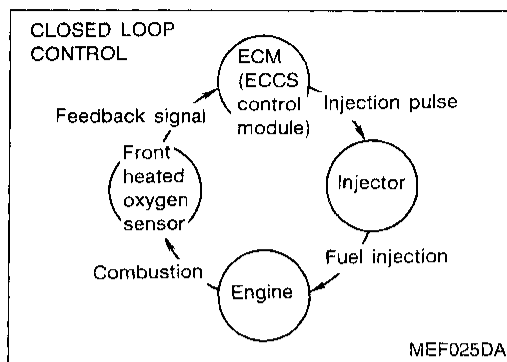 CLOSED LOOP
CONTROL
ECM
(ECCS
control
module)
Injection pulse
Injector
Fuel injection
Engine
Combustion
Front
heated
oxygen
sensor
Feedback signal
MEF025DA